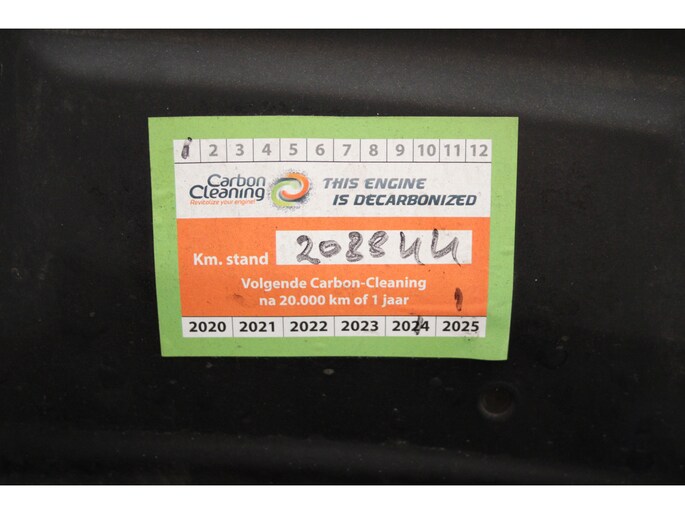 1 2 3 4 5 6 7 8 9 10 11 12
Carbon Cleaning
Revitalize your engine!
THIS ENGINE
IS DECARBONIZED
Km. stand 208844
Volgende Carbon-Cleaning
na 20.000 km of 1 jaar
2020 2021 2022 2023 2024 2025